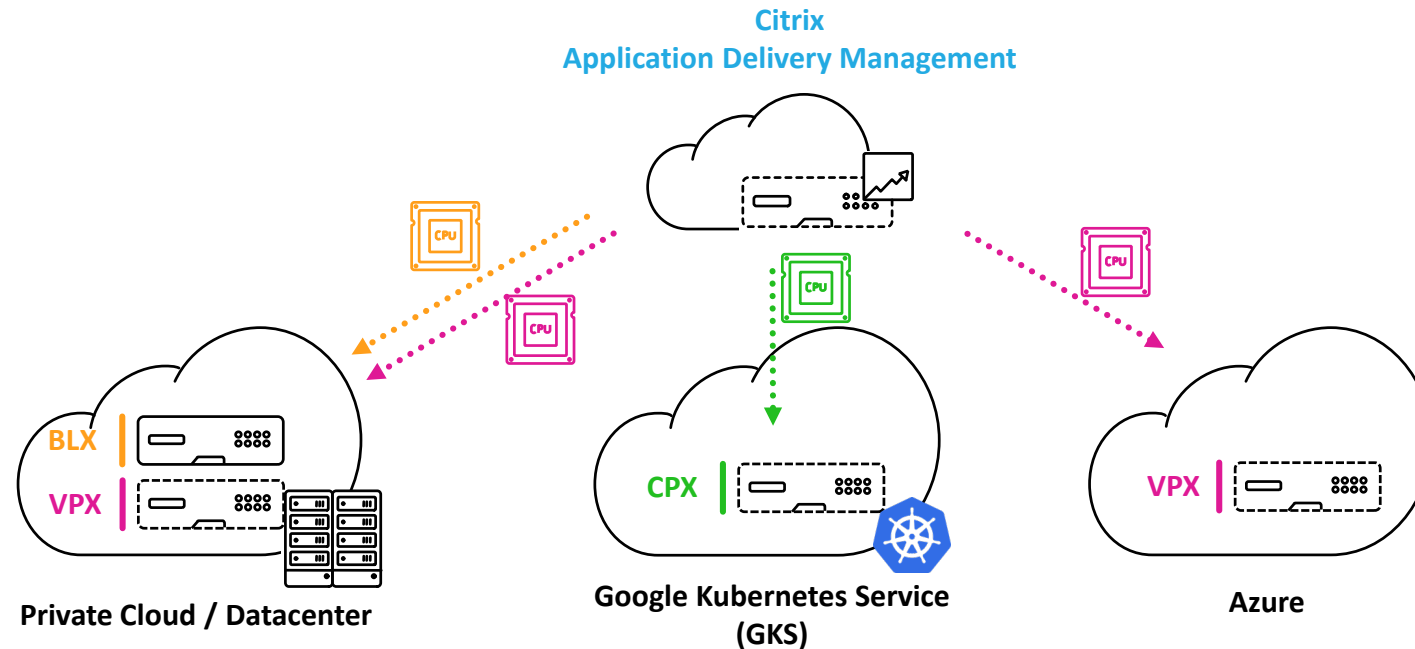 Citrix
Application Delivery Management
CPU
CPU
CPU
CPU
BLX
VPX
CPX
VPX
Private Cloud / Datacenter
Google Kubernetes Service
(GKS)
Azure